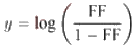 y = log ( FF / (1 − FF) )